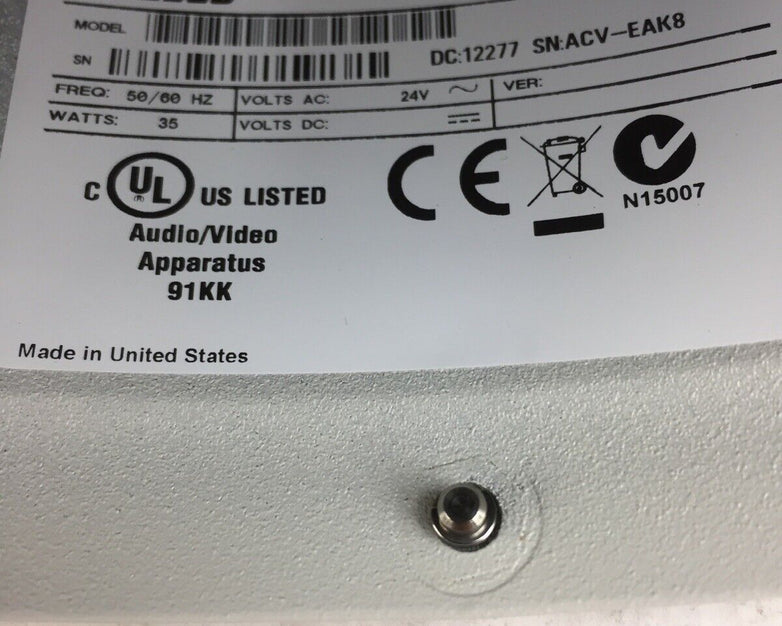 MODEL
SN DC:12277 SN:ACV-EAK8
FREQ: 50/60 HZ VOLTS AC: 24V VER:
WATTS: 35 VOLTS DC:
C UL ® US LISTED
CE
N15007
Audio/Video
Apparatus
91KK
Made in United States